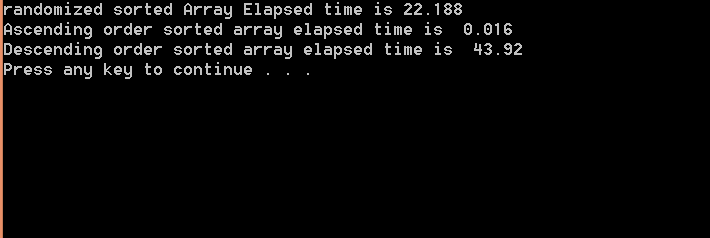 randomized sorted Array Elapsed time is 22.188
Ascending order sorted array elapsed time is  0.016
Descending order sorted array elapsed time is  43.92
Press any key to continue . . .